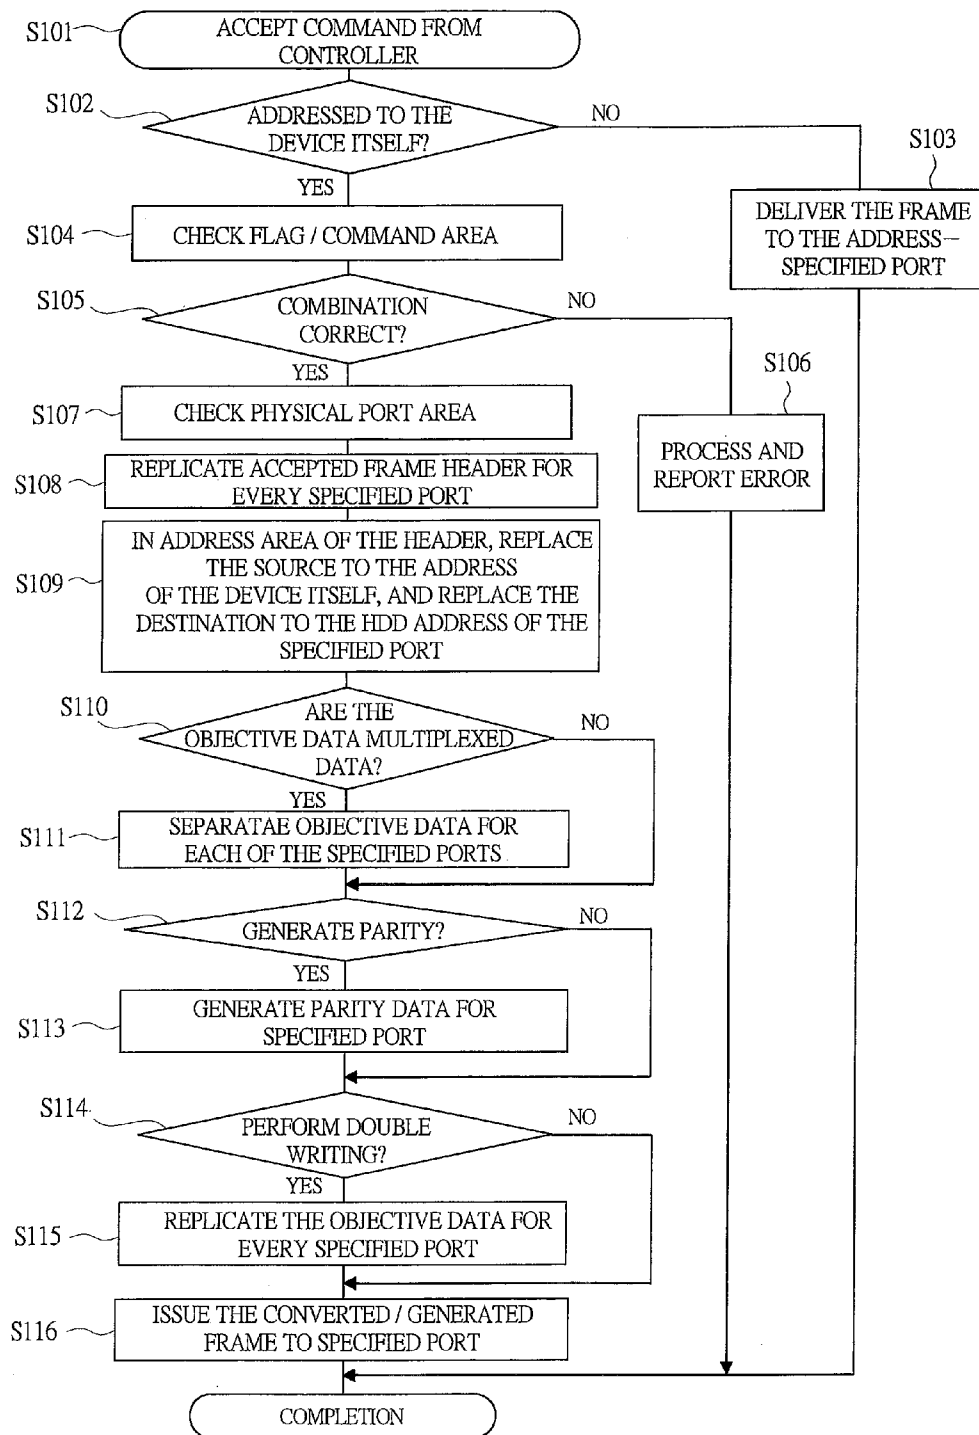 S101
ACCEPT COMMAND FROM
CONTROLLER
S102
ADDRESSED TO THE
DEVICE ITSELF?
NO
YES
S103
DELIVER THE FRAME
TO THE ADDRESS-
SPECIFIED PORT
S104
CHECK FLAG / COMMAND AREA
S105
COMBINATION
CORRECT?
NO
YES
S106
PROCESS AND
REPORT ERROR
S107
CHECK PHYSICAL PORT AREA
S108
REPLICATE ACCEPTED FRAME HEADER FOR
EVERY SPECIFIED PORT
S109
IN ADDRESS AREA OF THE HEADER, REPLACE
THE SOURCE TO THE ADDRESS
OF THE DEVICE ITSELF, AND REPLACE THE
DESTINATION TO THE HDD ADDRESS OF THE
SPECIFIED PORT
S110
ARE THE
OBJECTIVE DATA MULTIPLEXED
DATA?
NO
YES
S111
SEPARATAE OBJECTIVE DATA FOR
EACH OF THE SPECIFIED PORTS
S112
GENERATE PARITY?
NO
YES
S113
GENERATE PARITY DATA FOR
SPECIFIED PORT
S114
PERFORM DOUBLE
WRITING?
NO
YES
S115
REPLICATE THE OBJECTIVE DATA FOR
EVERY SPECIFIED PORT
S116
ISSUE THE CONVERTED / GENERATED
FRAME TO SPECIFIED PORT
COMPLETION